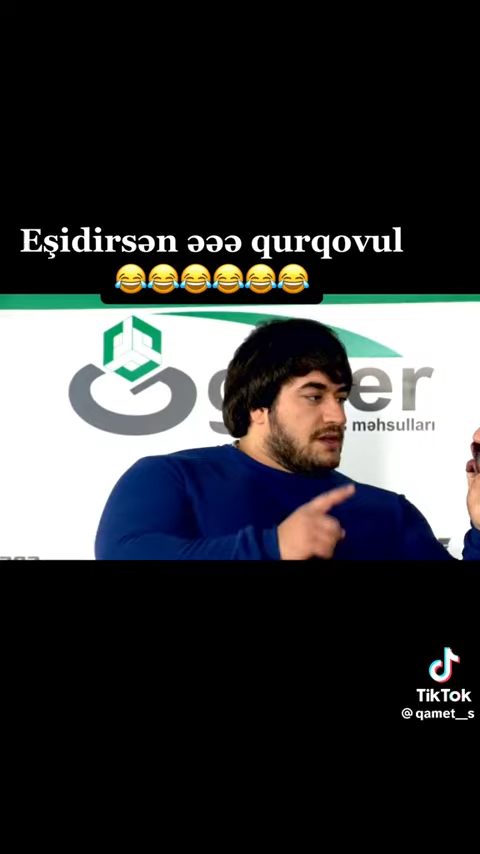 Eşidirsən əəə qurqovul
😂😂😂😂😂😂
məhsulları
TikTok
@qamet__s